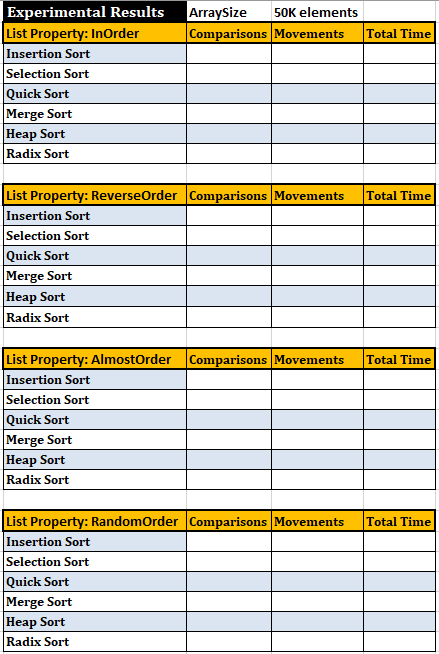 Experimental Results ArraySize 50K elements
List Property: InOrder Comparisons Movements Total Time
Insertion Sort
Selection Sort
Quick Sort
Merge Sort
Heap Sort
Radix Sort
List Property: ReverseOrder Comparisons Movements Total Time
Insertion Sort
Selection Sort
Quick Sort
Merge Sort
Heap Sort
Radix Sort
List Property: AlmostOrder Comparisons Movements Total Time
Insertion Sort
Selection Sort
Quick Sort
Merge Sort
Heap Sort
Radix Sort
List Property: RandomOrder Comparisons Movements Total Time
Insertion Sort
Selection Sort
Quick Sort
Merge Sort
Heap Sort
Radix Sort